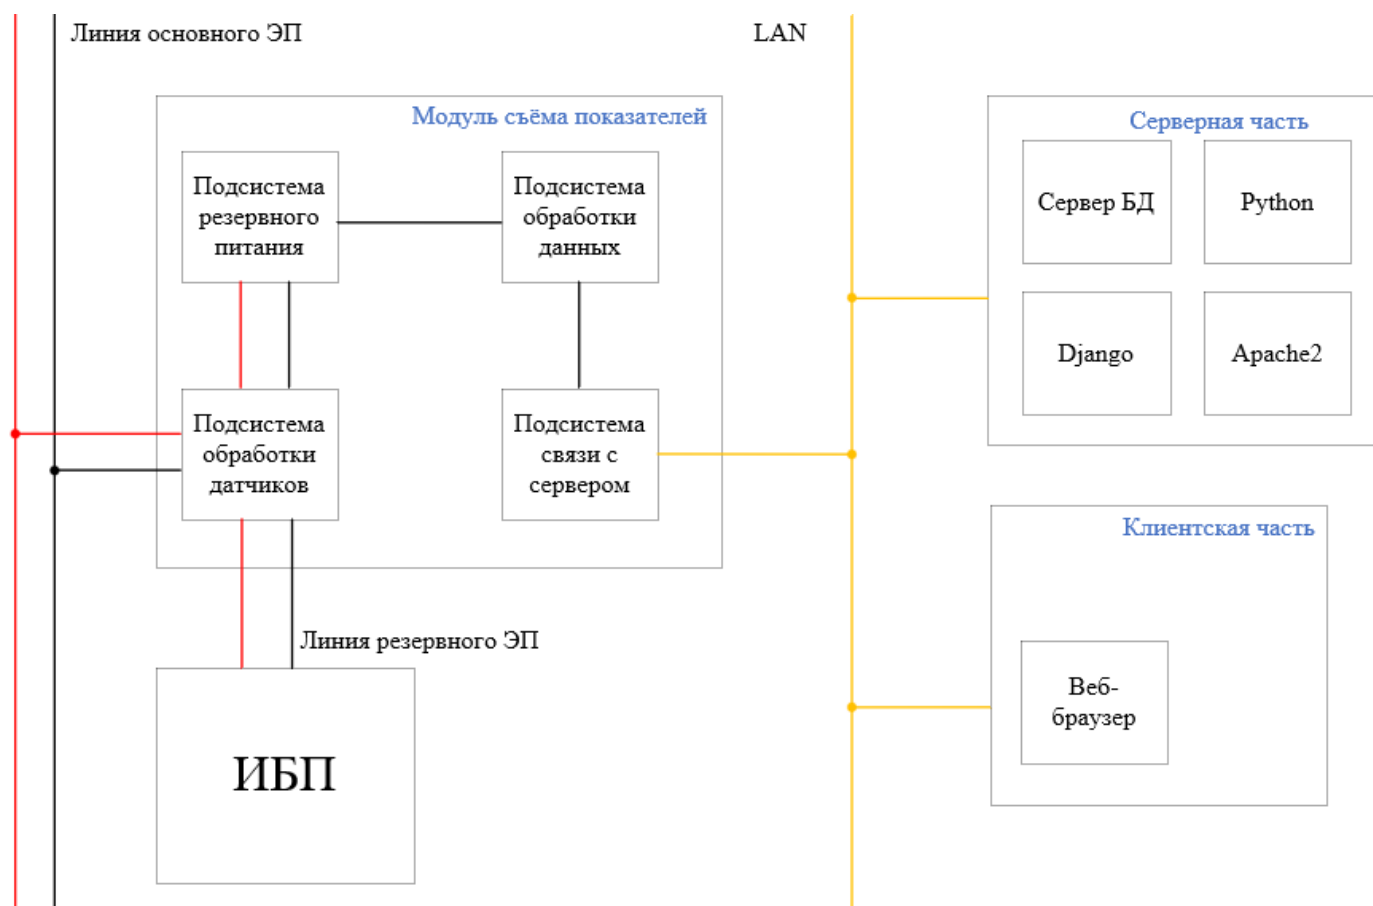 Линия основного ЭП
LAN
Модуль съёма показателей
Подсистема
резервного
питания
Подсистема
обработки
данных
Подсистема
обработки
датчиков
Подсистема
связи с
сервером
Линия резервного ЭП
ИБП
Серверная часть
Сервер БД
Python
Django
Apache2
Клиентская часть
Веб-
браузер